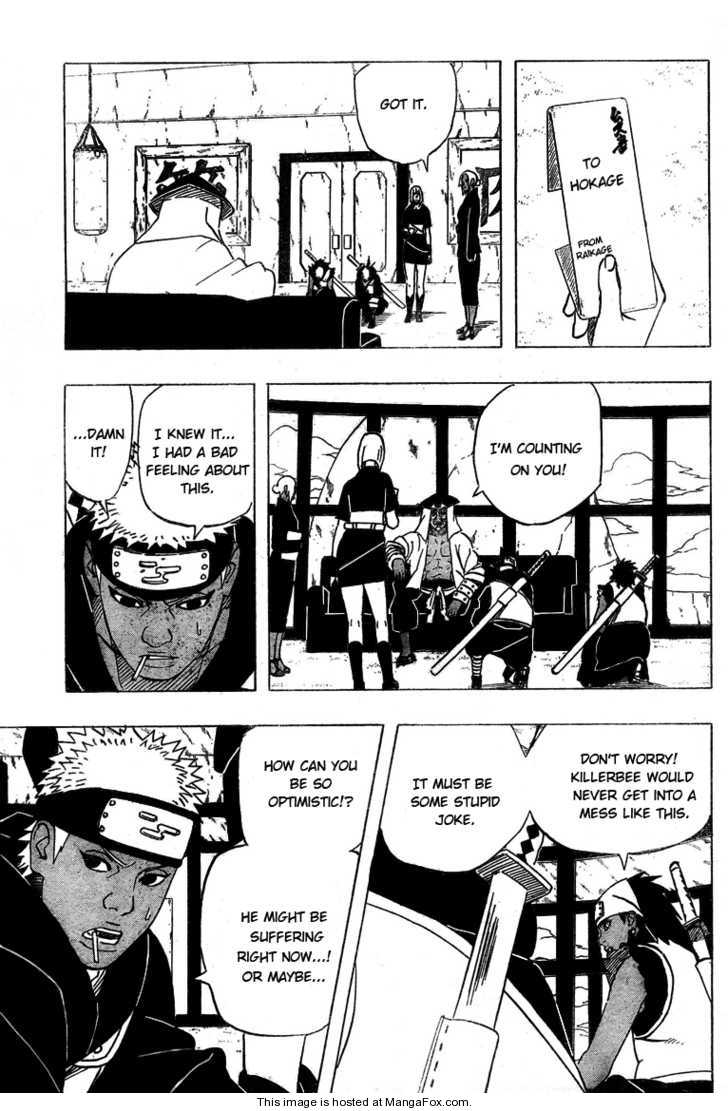 TO
HOKAGE
FROM
RAIKAGE
GOT IT.
I'M COUNTING
ON YOU!
I KNEW IT...
I HAD A BAD
FEELING ABOUT
THIS.
...DAMN
IT!
DON'T WORRY!
KILLERBEE WOULD
NEVER GET INTO A
MESS LIKE THIS.
IT MUST BE
SOME STUPID
JOKE.
HOW CAN YOU
BE SO
OPTIMISTIC!?
HE MIGHT BE
SUFFERING
RIGHT NOW...!
OR MAYBE...
This image is hosted at MangaFox.com.